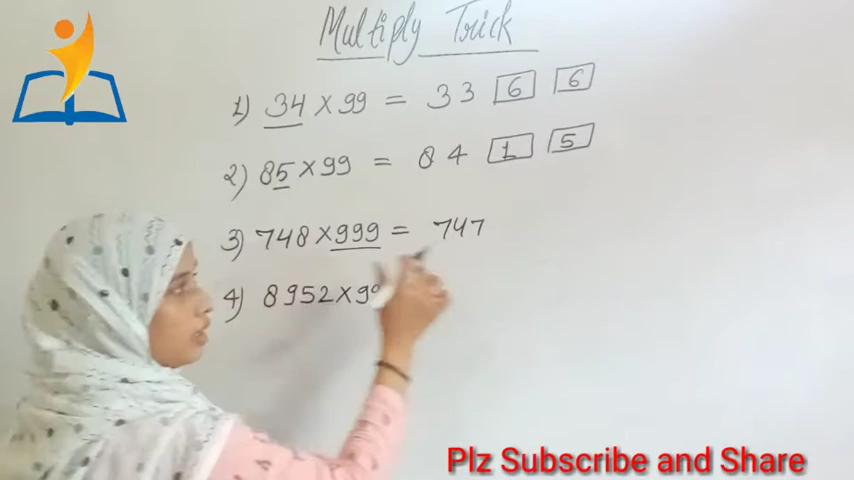 Multiply Trick
1) 34 × 99 = 33 6 6
2) 85 × 99 = 84 1 5
3) 748 × 999 = 747
4) 8952 × 9
Plz Subscribe and Share